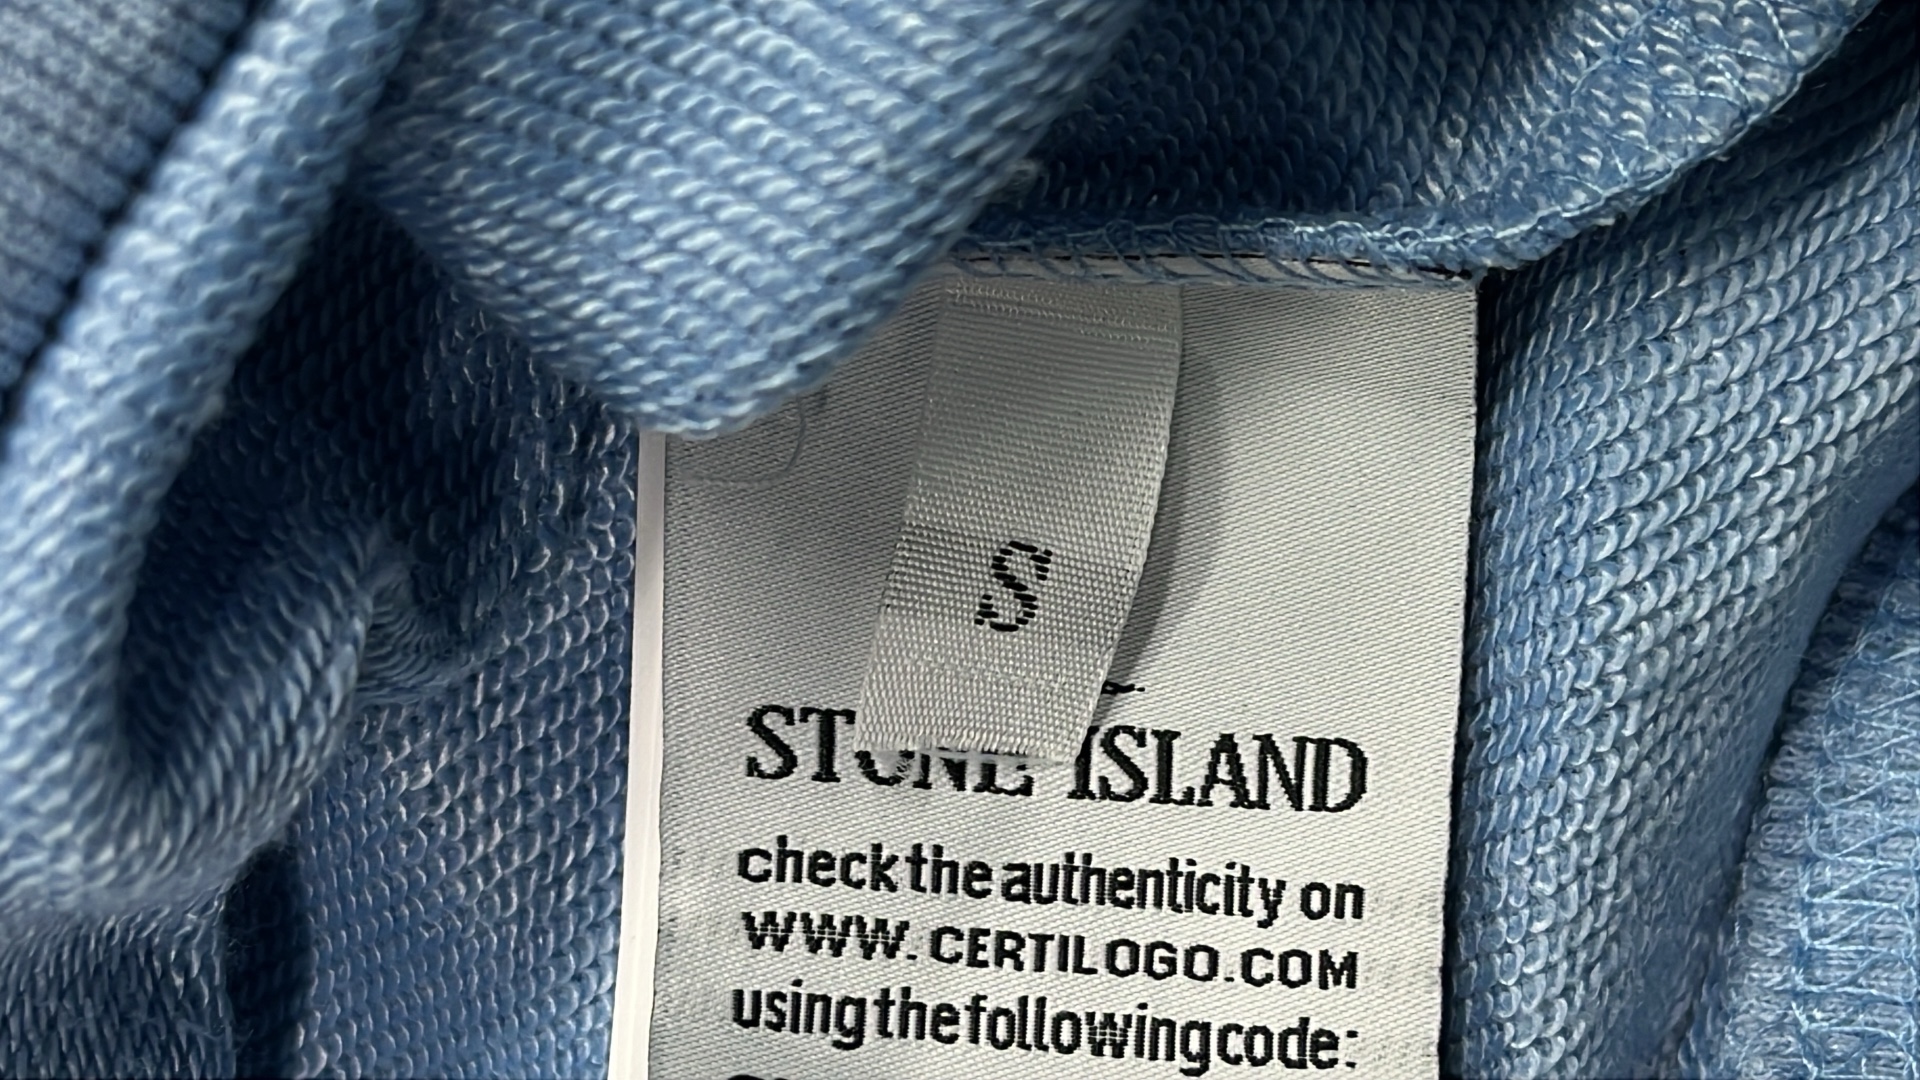 S
STONE ISLAND
check the authenticity on
WWW.CERTILOGO.COM
using the following code: